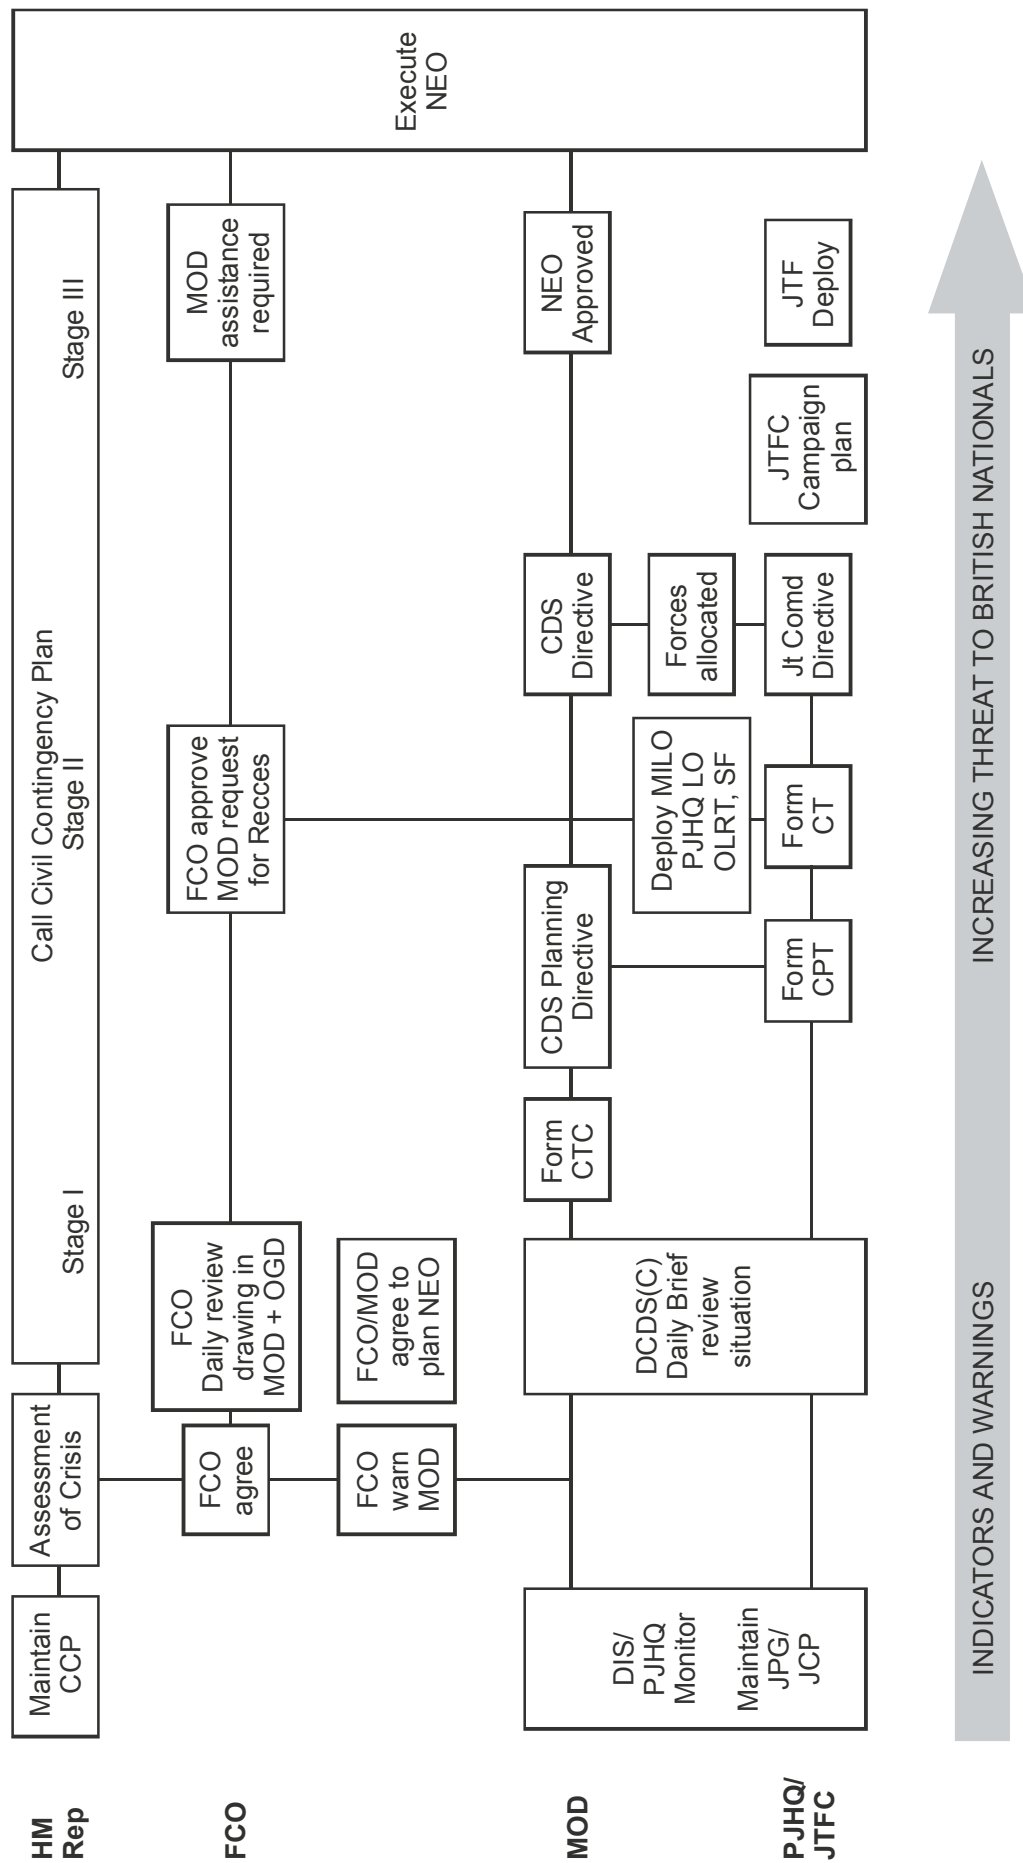 HM
Rep
Maintain
CCP
Assessment
of Crisis
Call Civil Contingency Plan
Stage I
Stage II
Stage III
Execute
NEO
FCO
FCO
agree
FCO
Daily review
drawing in
MOD + OGD
FCO approve
MOD request
for Recces
MOD
assistance
required
FCO
warn
MOD
FCO/MOD
agree to
plan NEO
MOD
DIS/
PJHQ
Monitor
Maintain
JPG/
JCP
DCDS(C)
Daily Brief
review
situation
Form
CTC
CDS Planning
Directive
CDS
Directive
NEO
Approved
Deploy MILO
PJHQ LO
OLRT, SF
Forces
allocated
PJHQ/
JTFC
Form
CPT
Form
CT
Jt Comd
Directive
JTFC
Campaign
plan
JTF
Deploy
INDICATORS AND WARNINGS
INCREASING THREAT TO BRITISH NATIONALS